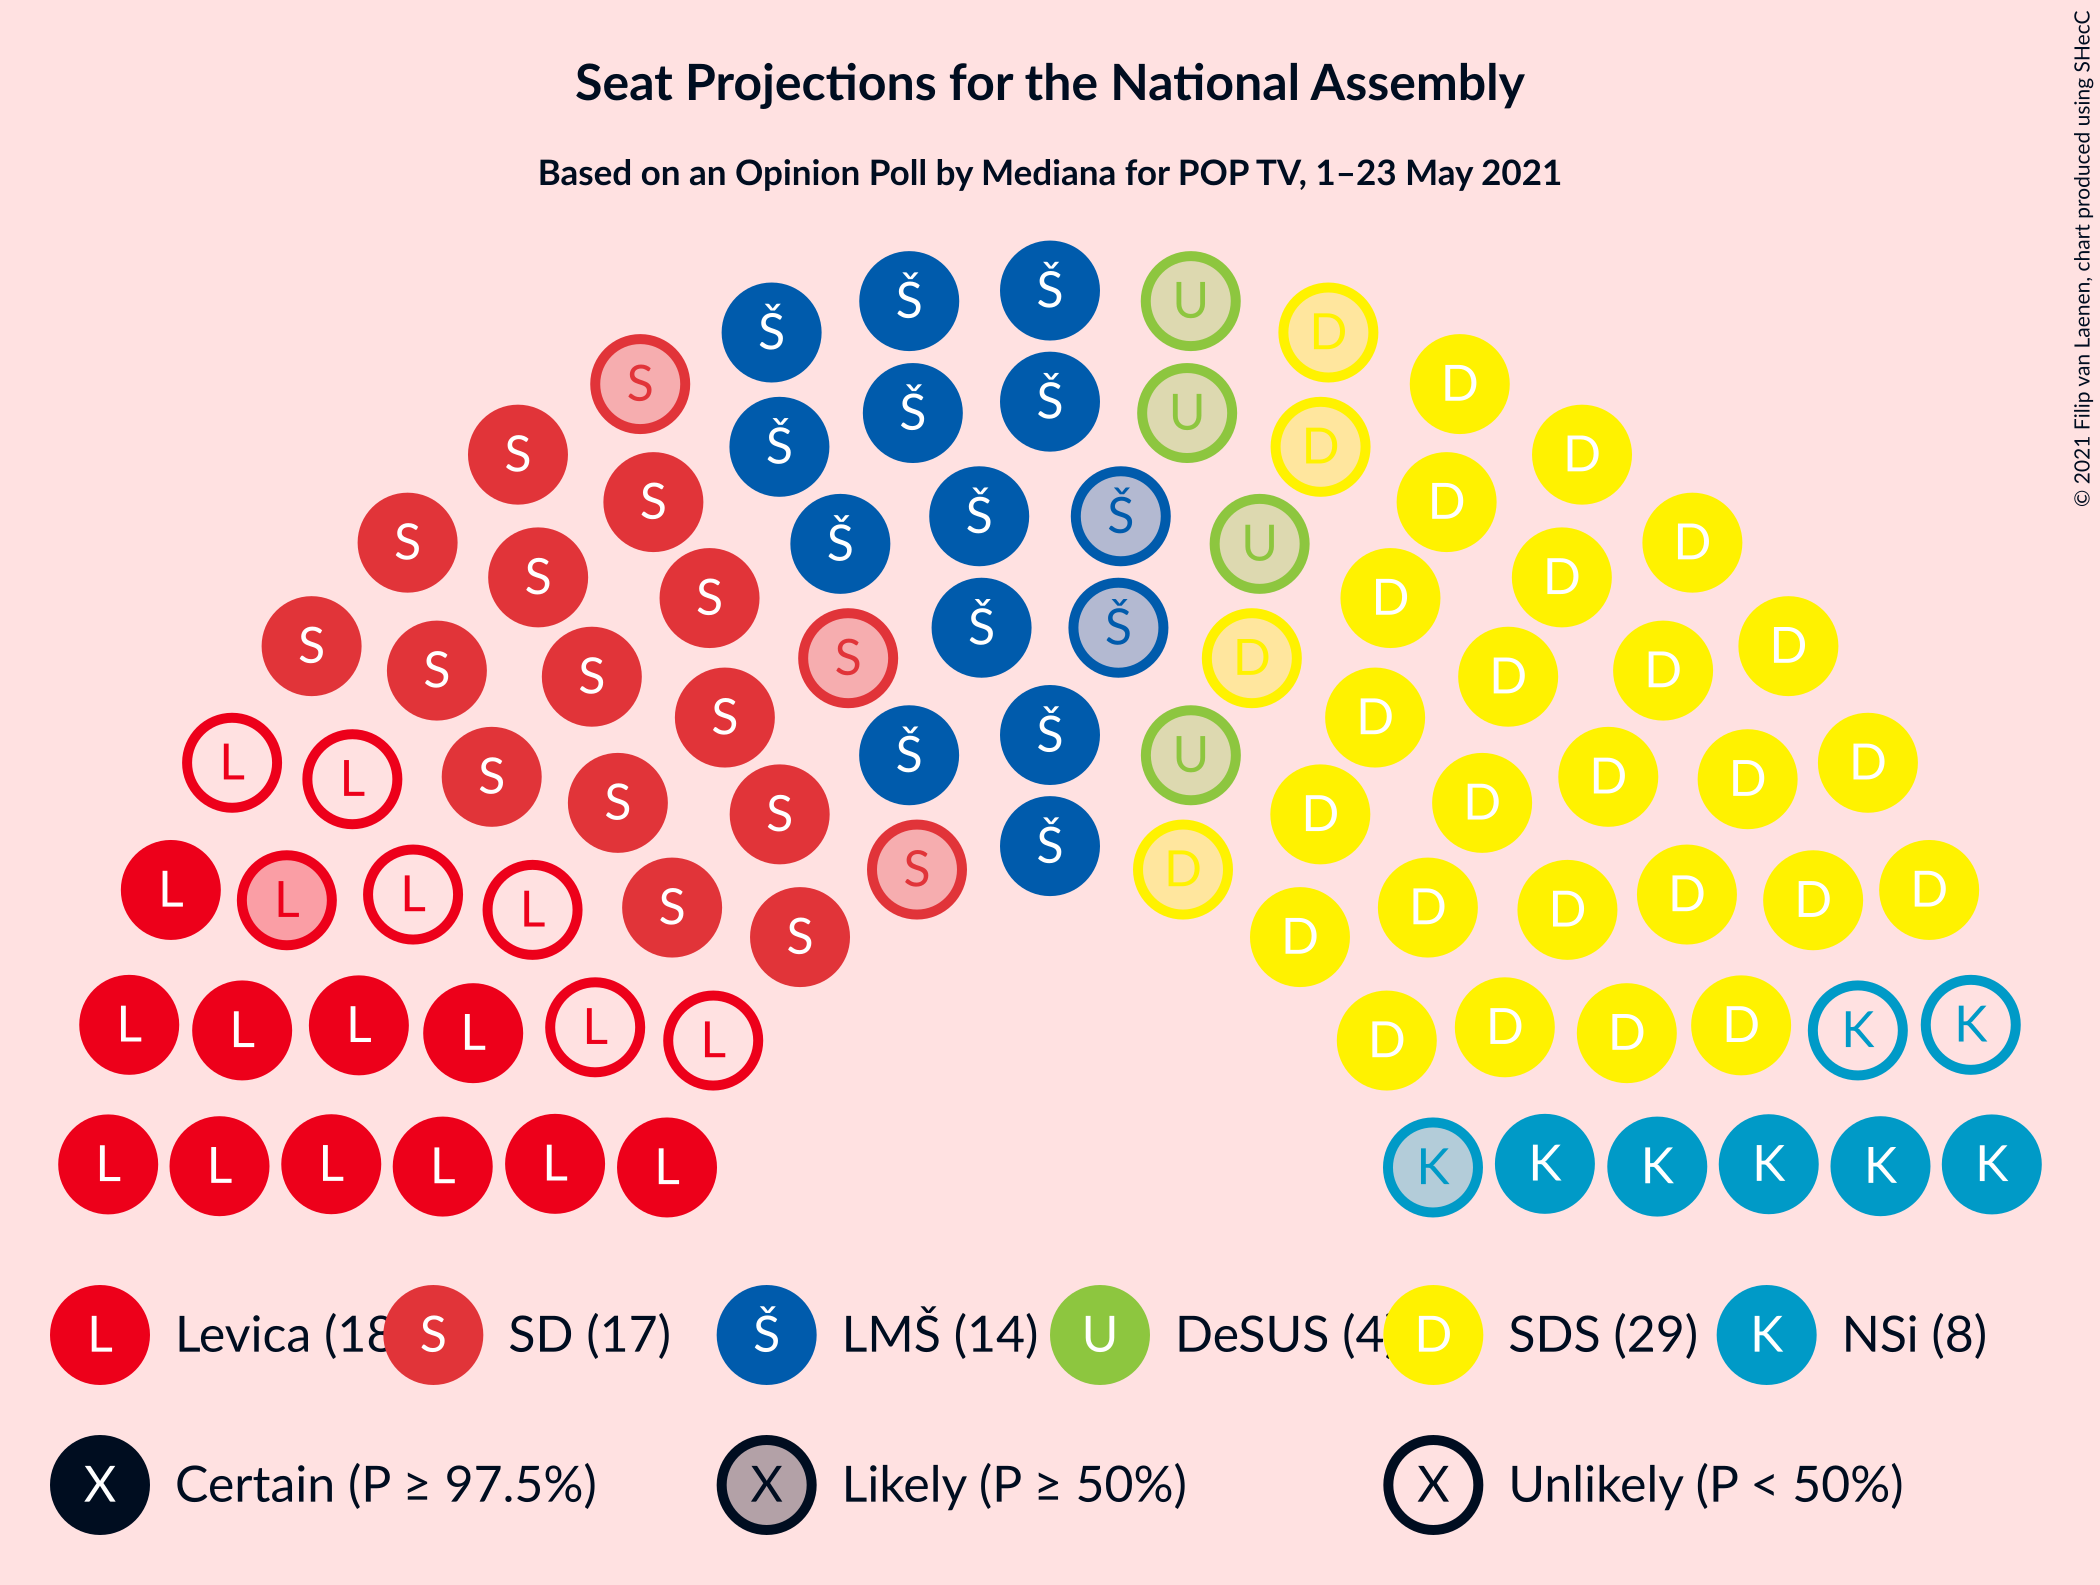 Seat Projections for the National Assembly
Based on an Opinion Poll by Mediana for POP TV, 1–23 May 2021
© 2021 Filip van Laenen, chart produced using SHecC
Š Š Š U D
S Š Š Š U D D
S S Š Š Š U D D
S S S S Š Š D D D D
S S S S Š Š U D D D D
L L S S S Š D D D D D
L L L L S S S D D D D D D D
L L L L L L D D D D K K
L L L L L L K K K K K K
L Levica (18 S SD (17) Š LMŠ (14) U DeSUS (4 D SDS (29) K NSi (8)
X Certain (P ≥ 97.5%) X Likely (P ≥ 50%) X Unlikely (P < 50%)